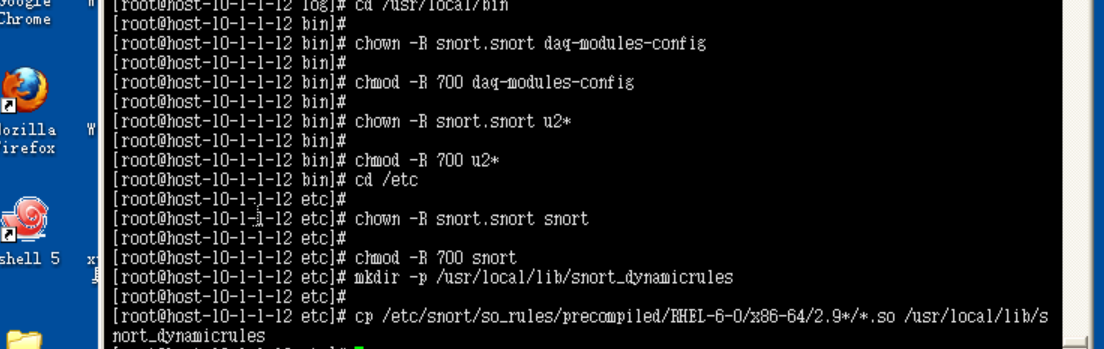 Google
Chrome
Mozilla
Firefox
shell 5
[root@host-10-1-1-12 log]# cd /usr/local/bin
[root@host-10-1-1-12 bin]#
[root@host-10-1-1-12 bin]# chown -R snort.snort daq-modules-config
[root@host-10-1-1-12 bin]#
[root@host-10-1-1-12 bin]# chmod -R 700 daq-modules-config
[root@host-10-1-1-12 bin]#
[root@host-10-1-1-12 bin]# chown -R snort.snort u2*
[root@host-10-1-1-12 bin]#
[root@host-10-1-1-12 bin]# chmod -R 700 u2*
[root@host-10-1-1-12 bin]# cd /etc
[root@host-10-1-1-12 etc]#
[root@host-10-1-1-12 etc]# chown -R snort.snort snort
[root@host-10-1-1-12 etc]#
[root@host-10-1-1-12 etc]# chmod -R 700 snort
[root@host-10-1-1-12 etc]# mkdir -p /usr/local/lib/snort_dynamicrules
[root@host-10-1-1-12 etc]#
[root@host-10-1-1-12 etc]# cp /etc/snort/so_rules/precompiled/RHEL-6-0/x86-64/2.9*/*.so /usr/local/lib/s
nort_dynamicrules